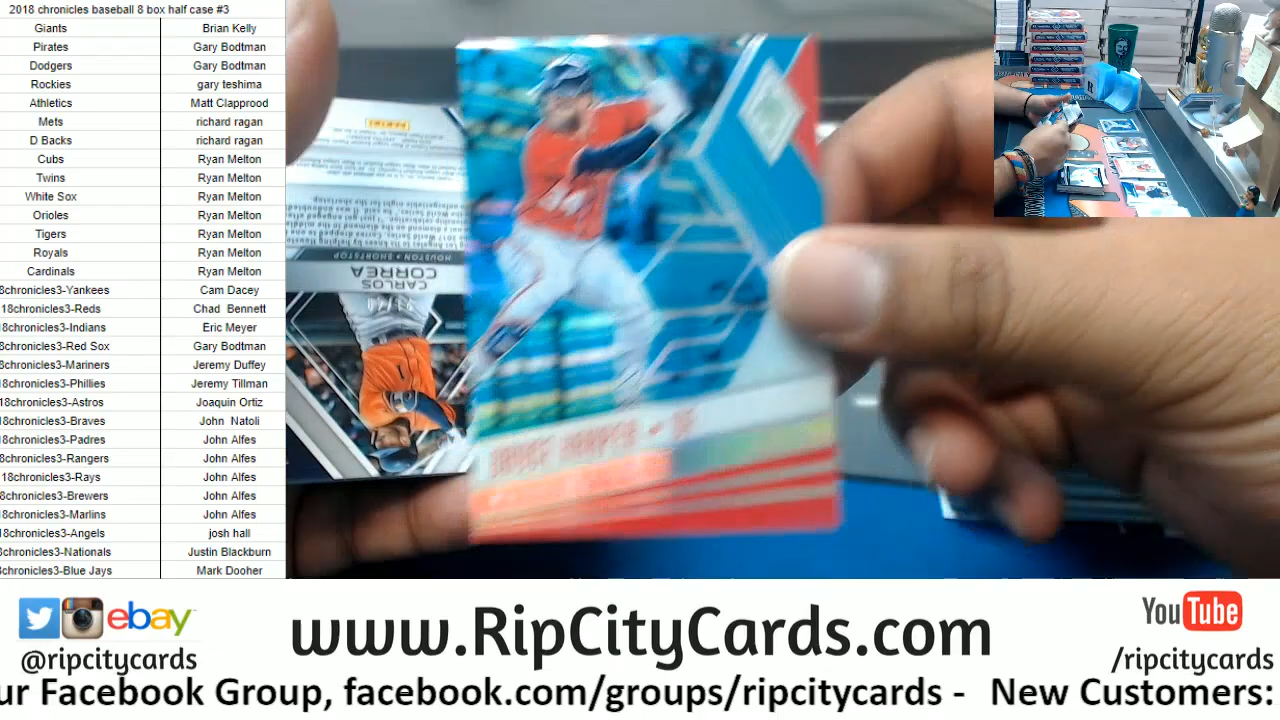 2018 chronicles baseball 8 box half case #3
Giants Brian Kelly
Pirates Gary Bodtman
Dodgers Gary Bodtman
Rockies gary teshima
Athletics Matt Clapprood
Mets richard ragan
D Backs richard ragan
Cubs Ryan Melton
Twins Ryan Melton
White Sox Ryan Melton
Orioles Ryan Melton
Tigers Ryan Melton
Royals Ryan Melton
Cardinals Ryan Melton
8chronicles3-Yankees Cam Dacey
18chronicles3-Reds Chad Bennett
18chronicles3-Indians Eric Meyer
8chronicles3-Red Sox Gary Bodtman
8chronicles3-Mariners Jeremy Duffey
18chronicles3-Phillies Jeremy Tillman
18chronicles3-Astros Joaquin Ortiz
18chronicles3-Braves John Natoli
18chronicles3-Padres John Alfes
8chronicles3-Rangers John Alfes
18chronicles3-Rays John Alfes
8chronicles3-Brewers John Alfes
18chronicles3-Marlins John Alfes
18chronicles3-Angels josh hall
8chronicles3-Nationals Justin Blackburn
8chronicles3-Blue Jays Mark Dooher
PANINI
HOUSTON • SHORTSTOP
CARLOS
CORREA
BRYCE HARPER • OF
ebay
@ripcitycards
www.RipCityCards.com
YouTube
/ripcitycards
ur Facebook Group, facebook.com/groups/ripcitycards - New Customers: